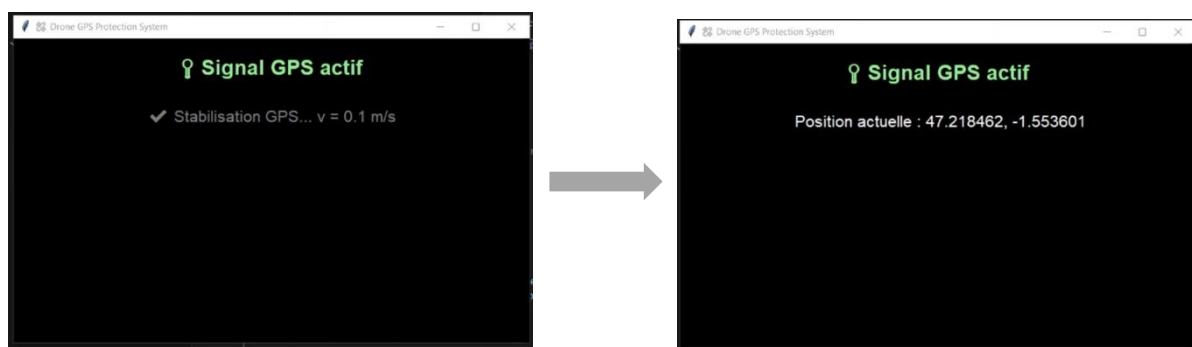 Drone GPS Protection System
Signal GPS actif
Stabilisation GPS... v = 0.1 m/s
Drone GPS Protection System
Signal GPS actif
Position actuelle : 47.218462, -1.553601